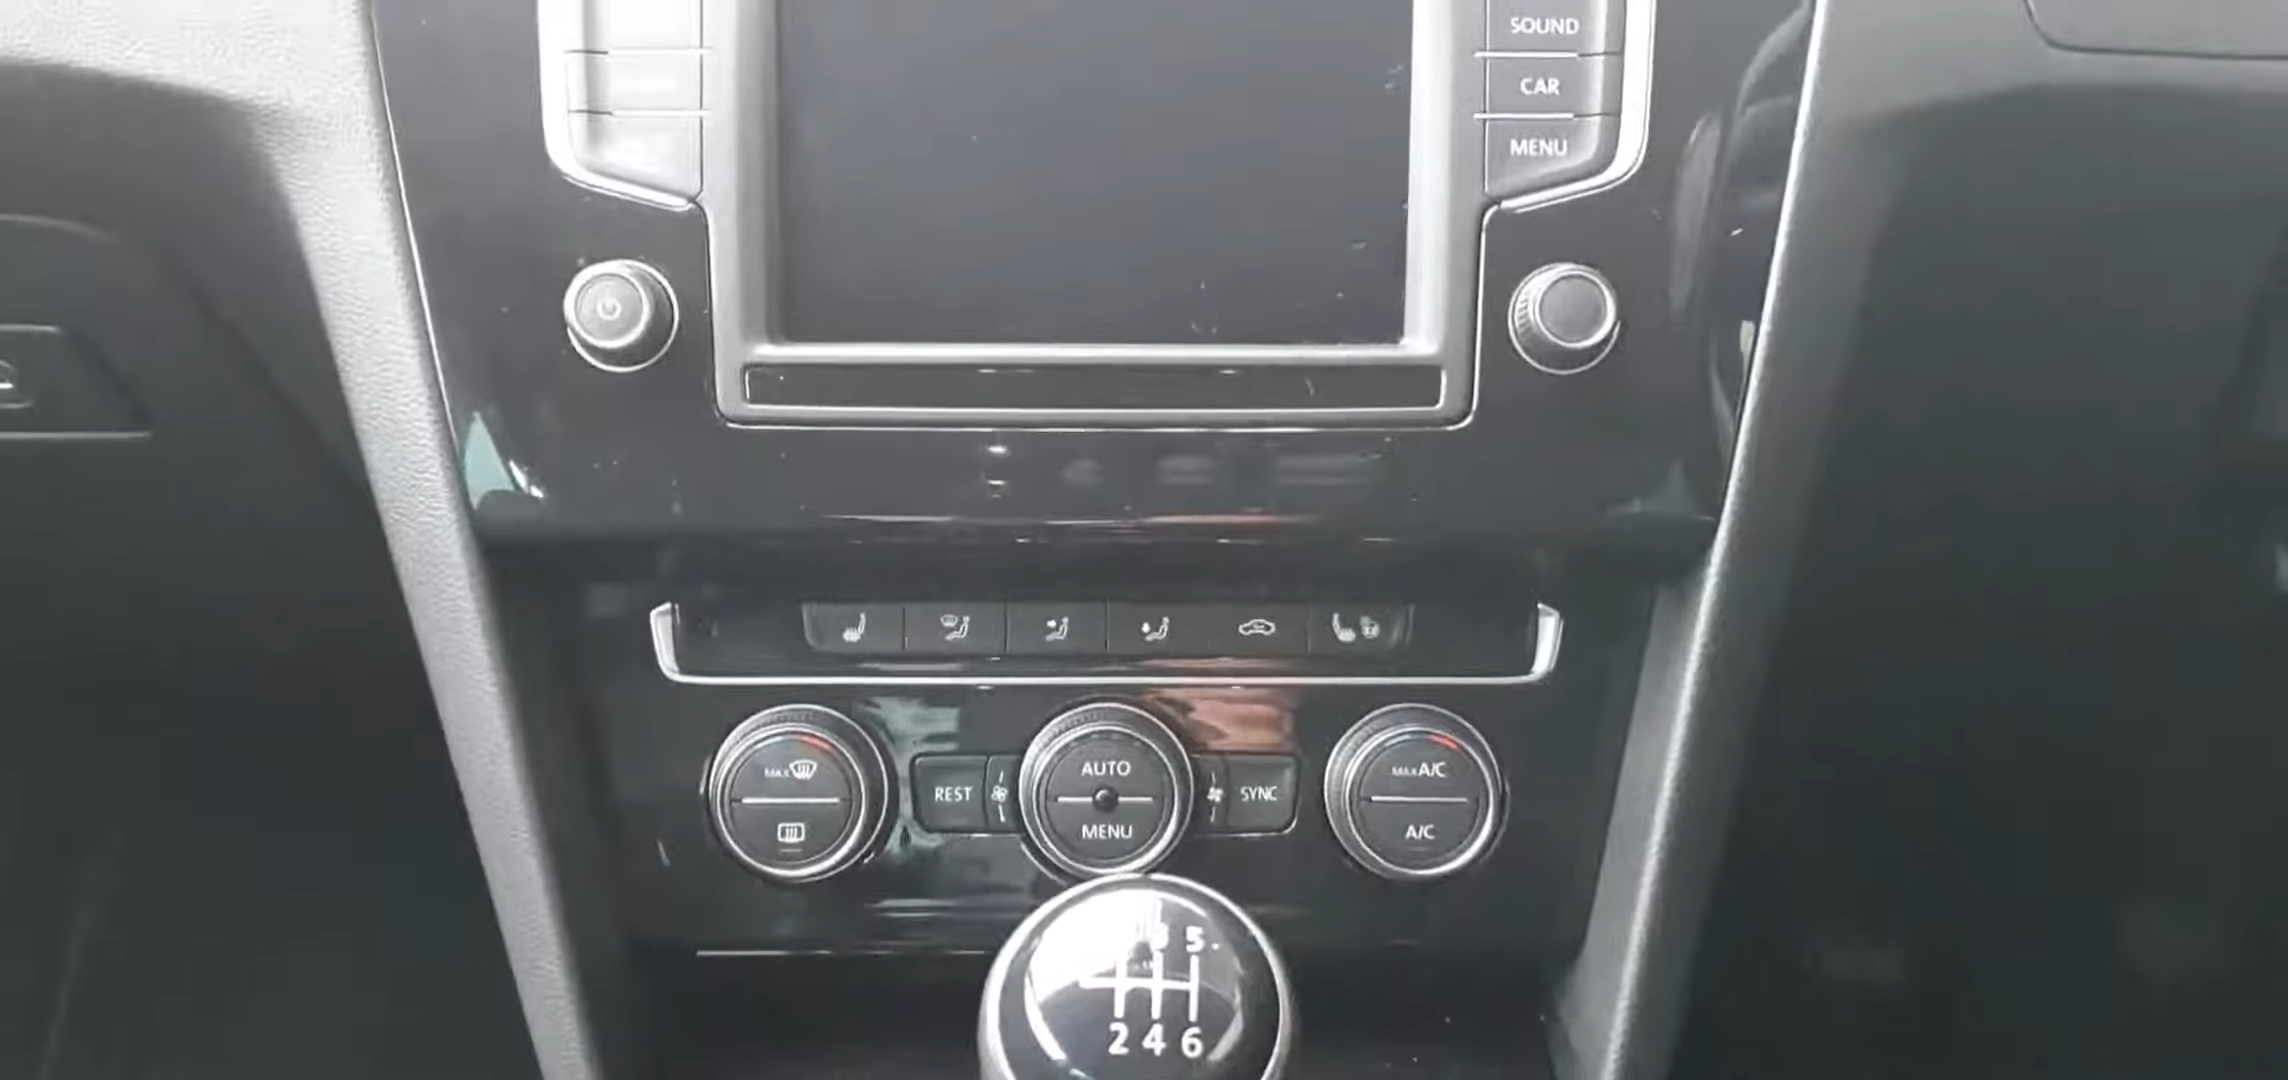 SOUND
CAR
MENU
MAX
REST
AUTO
MENU
SYNC
MAX A/C
A/C
5
2 4 6